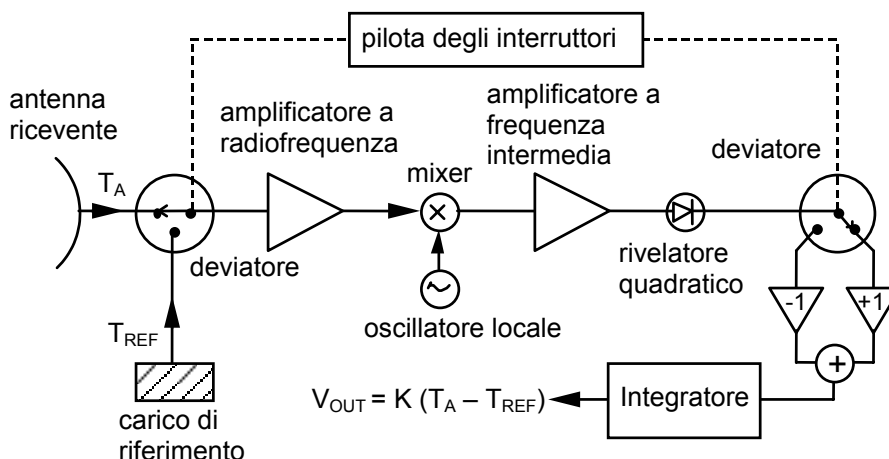 pilota degli interruttori
antenna
ricevente
amplificatore a
radiofrequenza
amplificatore a
frequenza
intermedia
deviatore
mixer
T_A
deviatore
rivelatore
quadratico
oscillatore locale
-1
+1
T_REF
carico di
riferimento
V_OUT = K (T_A – T_REF)
Integratore
+